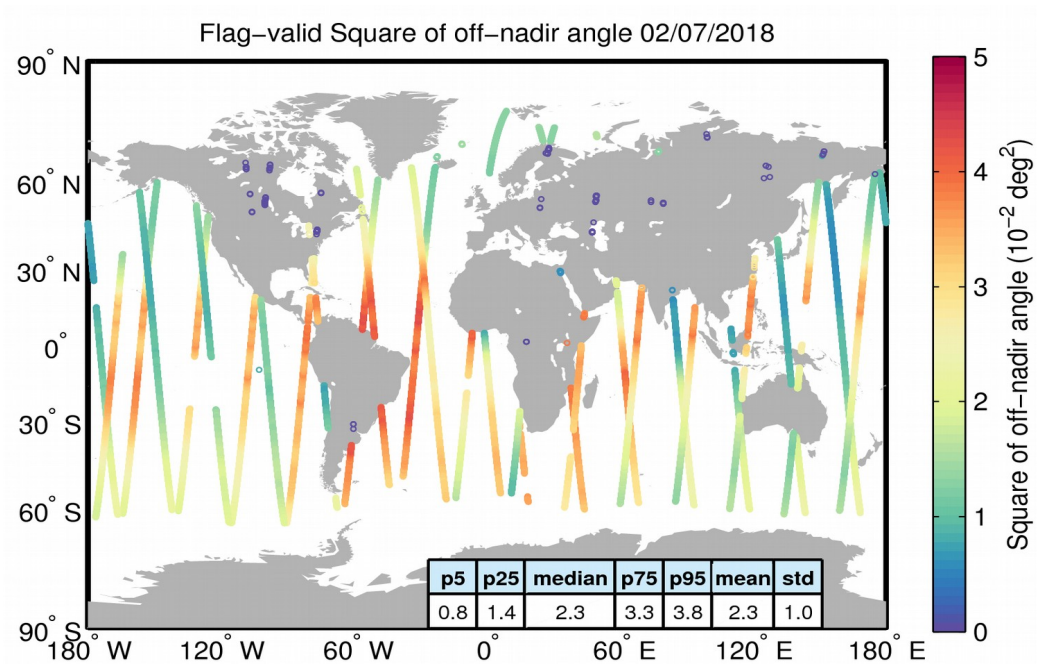 Flag−valid Square of off−nadir angle 02/07/2018
90° N
60° N
30° N
0°
30° S
60° S
90° S
180° W
120° W
60° W
0°
60° E
120° E
180° E
p5 p25 median p75 p95 mean std
0.8 1.4 2.3 3.3 3.8 2.3 1.0
5
4
3
2
1
0
Square of off−nadir angle (10⁻² deg²)